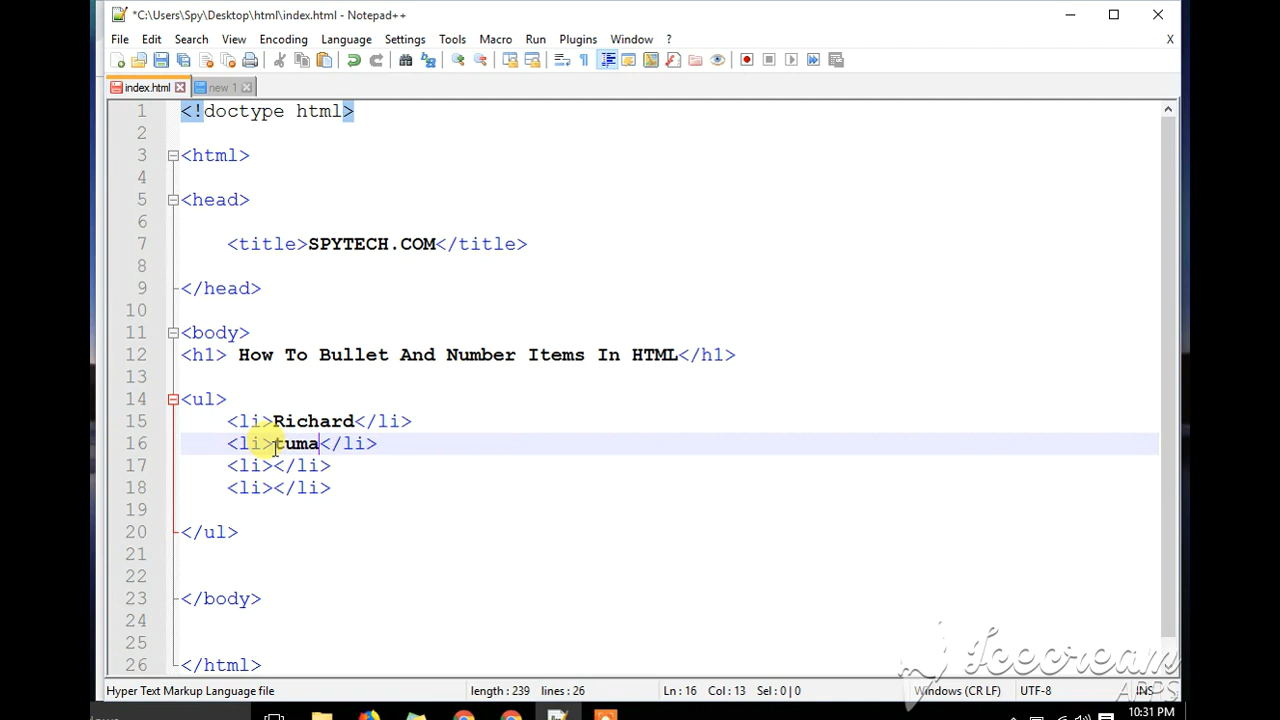 *C:\Users\Spy\Desktop\html\index.html - Notepad++
File Edit Search View Encoding Language Settings Tools Macro Run Plugins Window ? X
index.html new 1
1 <!doctype html>
2
3 <html>
4
5 <head>
6
7 <title>SPYTECH.COM</title>
8
9 </head>
10
11 <body>
12 <h1> How To Bullet And Number Items In HTML</h1>
13
14 <ul>
15 <li>Richard</li>
16 <li>tuma</li>
17 <li></li>
18 <li></li>
19
20 </ul>
21
22
23 </body>
24
25
26 </html>
Icecream
APPS
Hyper Text Markup Language file length : 239 lines : 26 Ln : 16 Col : 13 Sel : 0 | 0 Windows (CR LF) UTF-8 INS
10:31 PM